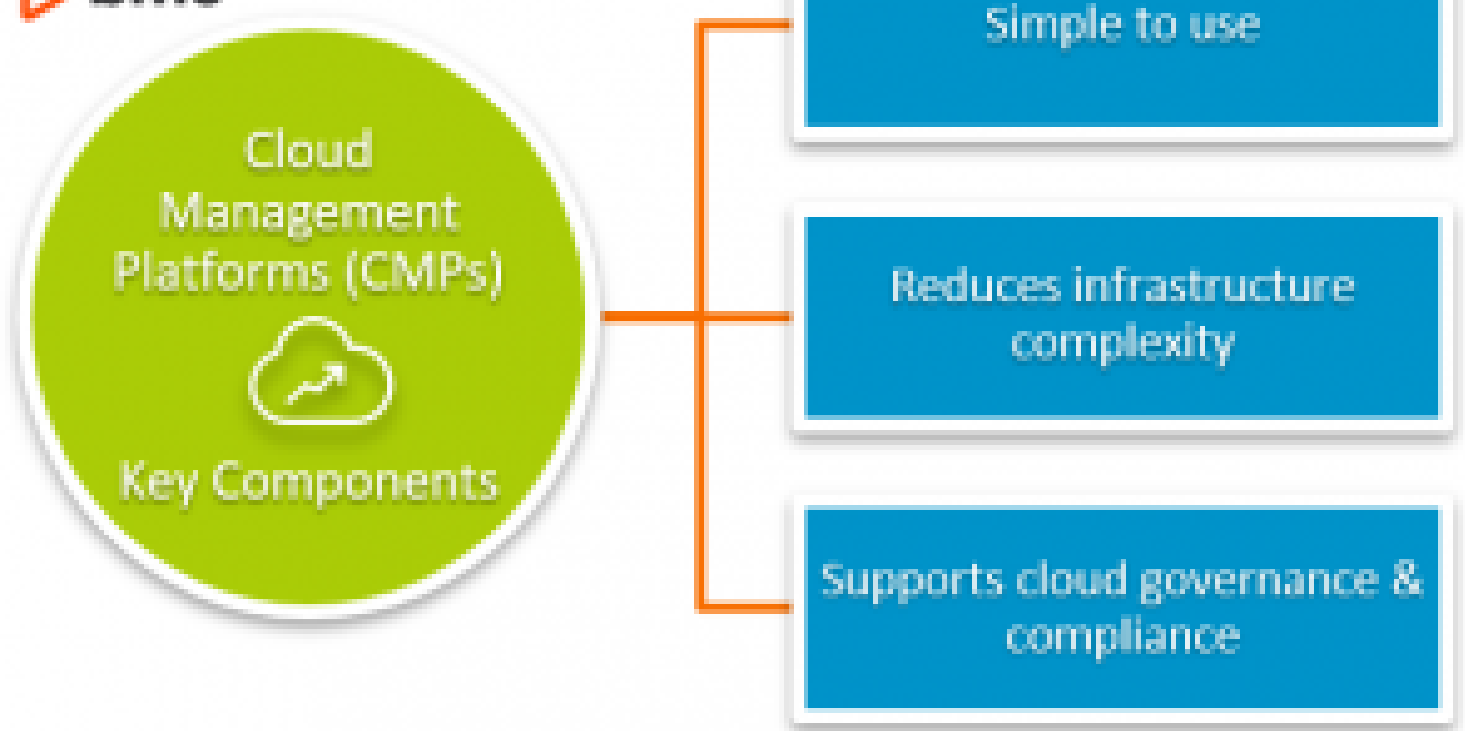 Cloud
Management
Platforms (CMPs)
Key Components
Simple to use
Reduces infrastructure
complexity
Supports cloud governance &
compliance